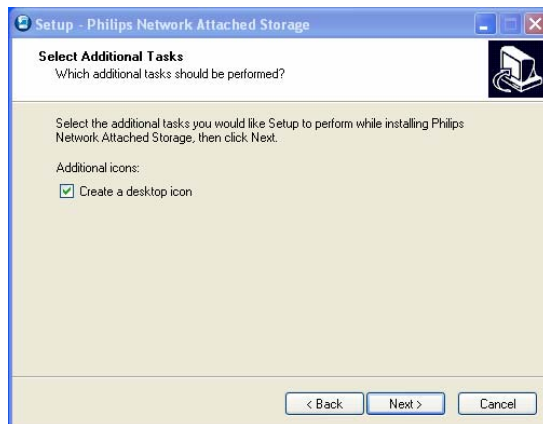 Setup - Philips Network Attached Storage
Select Additional Tasks
Which additional tasks should be performed?
Select the additional tasks you would like Setup to perform while installing Philips
Network Attached Storage, then click Next.
Additional icons:
Create a desktop icon
< Back Next > Cancel